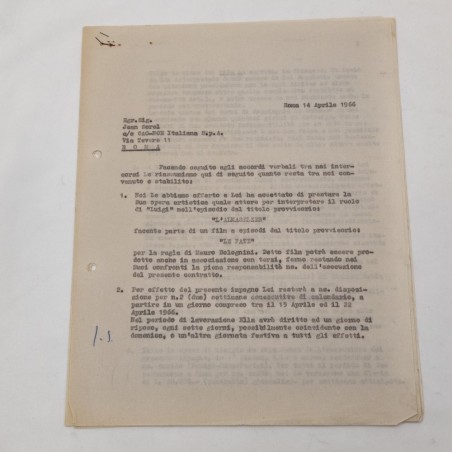 Roma 14 Aprile 1966
Egr.Sig.
Jean Sorel
c/o Italiana S.p.A.
Via Tevere
R O M A
Facendo seguito agli accordi verbali tra noi inter-
corsi le riassumiamo qui di seguito quanto resta tra noi con-
venuto e stabilito:
1. Noi le abbiamo offerto e Lei ha accettato di prestare la
Sua opera artistica quale attore per interpretare il ruolo
di "Luigi" nell'episodio dal titolo provvisorio:
facente parte di un film a episodi dal titolo provvisorio:
"LE FATE"
per la regia di Mauro Bolognini. Detto film potrà essere pro-
dotto anche in associazione con terzi, fermo restando nei
Suoi confronti la piena responsabilità ns. dall'esecuzione
del presente contratto.
2. Per effetto del presente impegno Lei resterà a ns. disposi-
zione per n.2 (due) settimane consecutive di calendario, a
partire in un giorno compreso tra il 15 Aprile ed il 22
Aprile 1966.
Nel periodo di lavorazione Ella avrà diritto ad un giorno di
riposo, ogni sette giorni, possibilmente coincidente con la
domenica, e un'altra giornata festiva a tutti gli effetti.